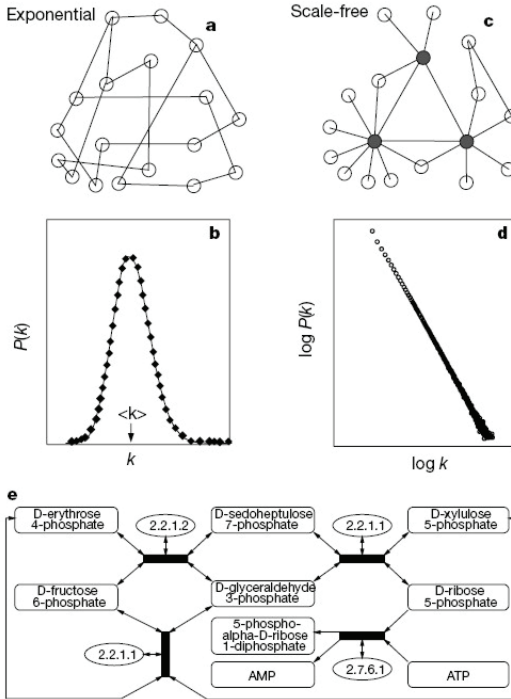 Exponential
a
Scale-free
c
b
P(k)
<k>
k
d
log P(k)
log k
e
D-erythrose
4-phosphate
2.2.1.2
D-sedoheptulose
7-phosphate
2.2.1.1
D-xylulose
5-phosphate
D-fructose
6-phosphate
D-glyceraldehyde
3-phosphate
D-ribose
5-phosphate
5-phospho-
alpha-D-ribose
1-diphosphate
2.2.1.1
AMP
2.7.6.1
ATP